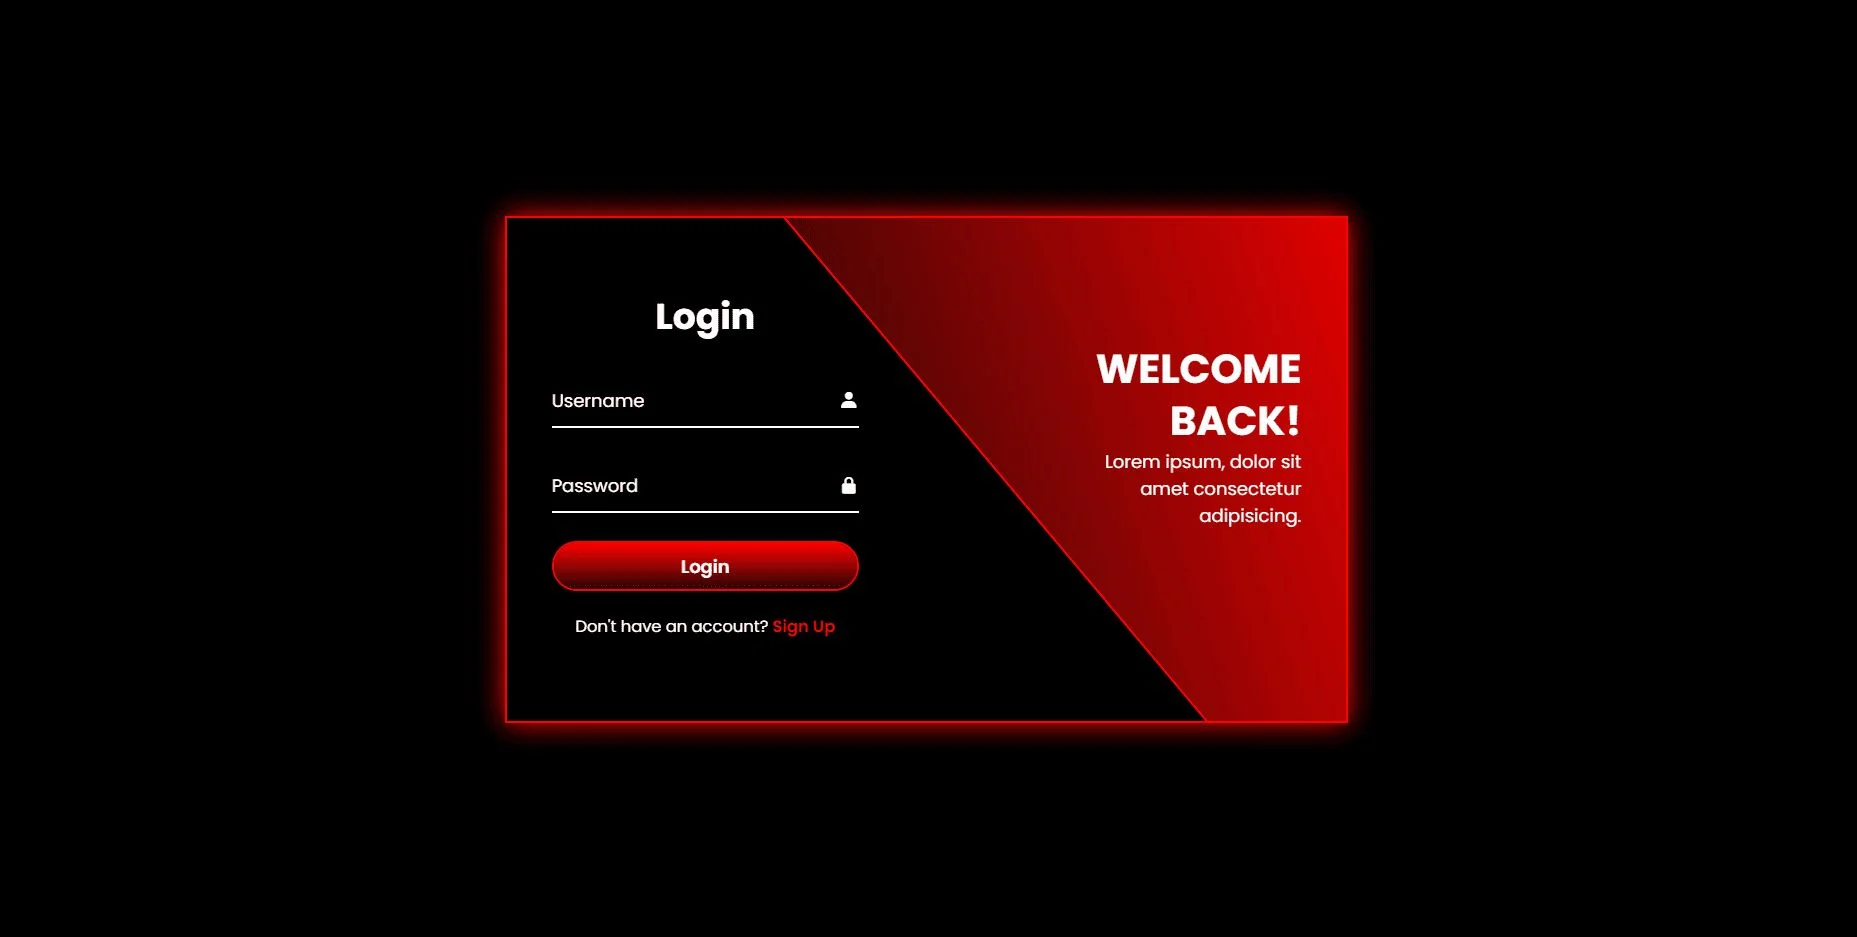 Login
Username
Password
Login
Don't have an account? Sign Up
WELCOME
BACK!
Lorem ipsum, dolor sit
amet consectetur
adipisicing.